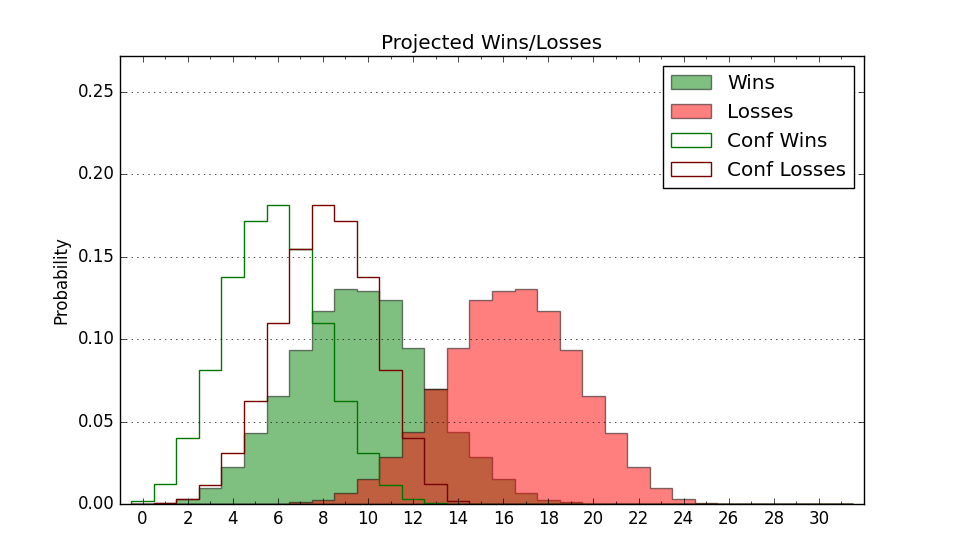 Projected Wins/Losses
Wins
Losses
Conf Wins
Conf Losses
Probability
0.25
0.20
0.15
0.10
0.05
0.00
0 2 4 6 8 10 12 14 16 18 20 22 24 26 28 30